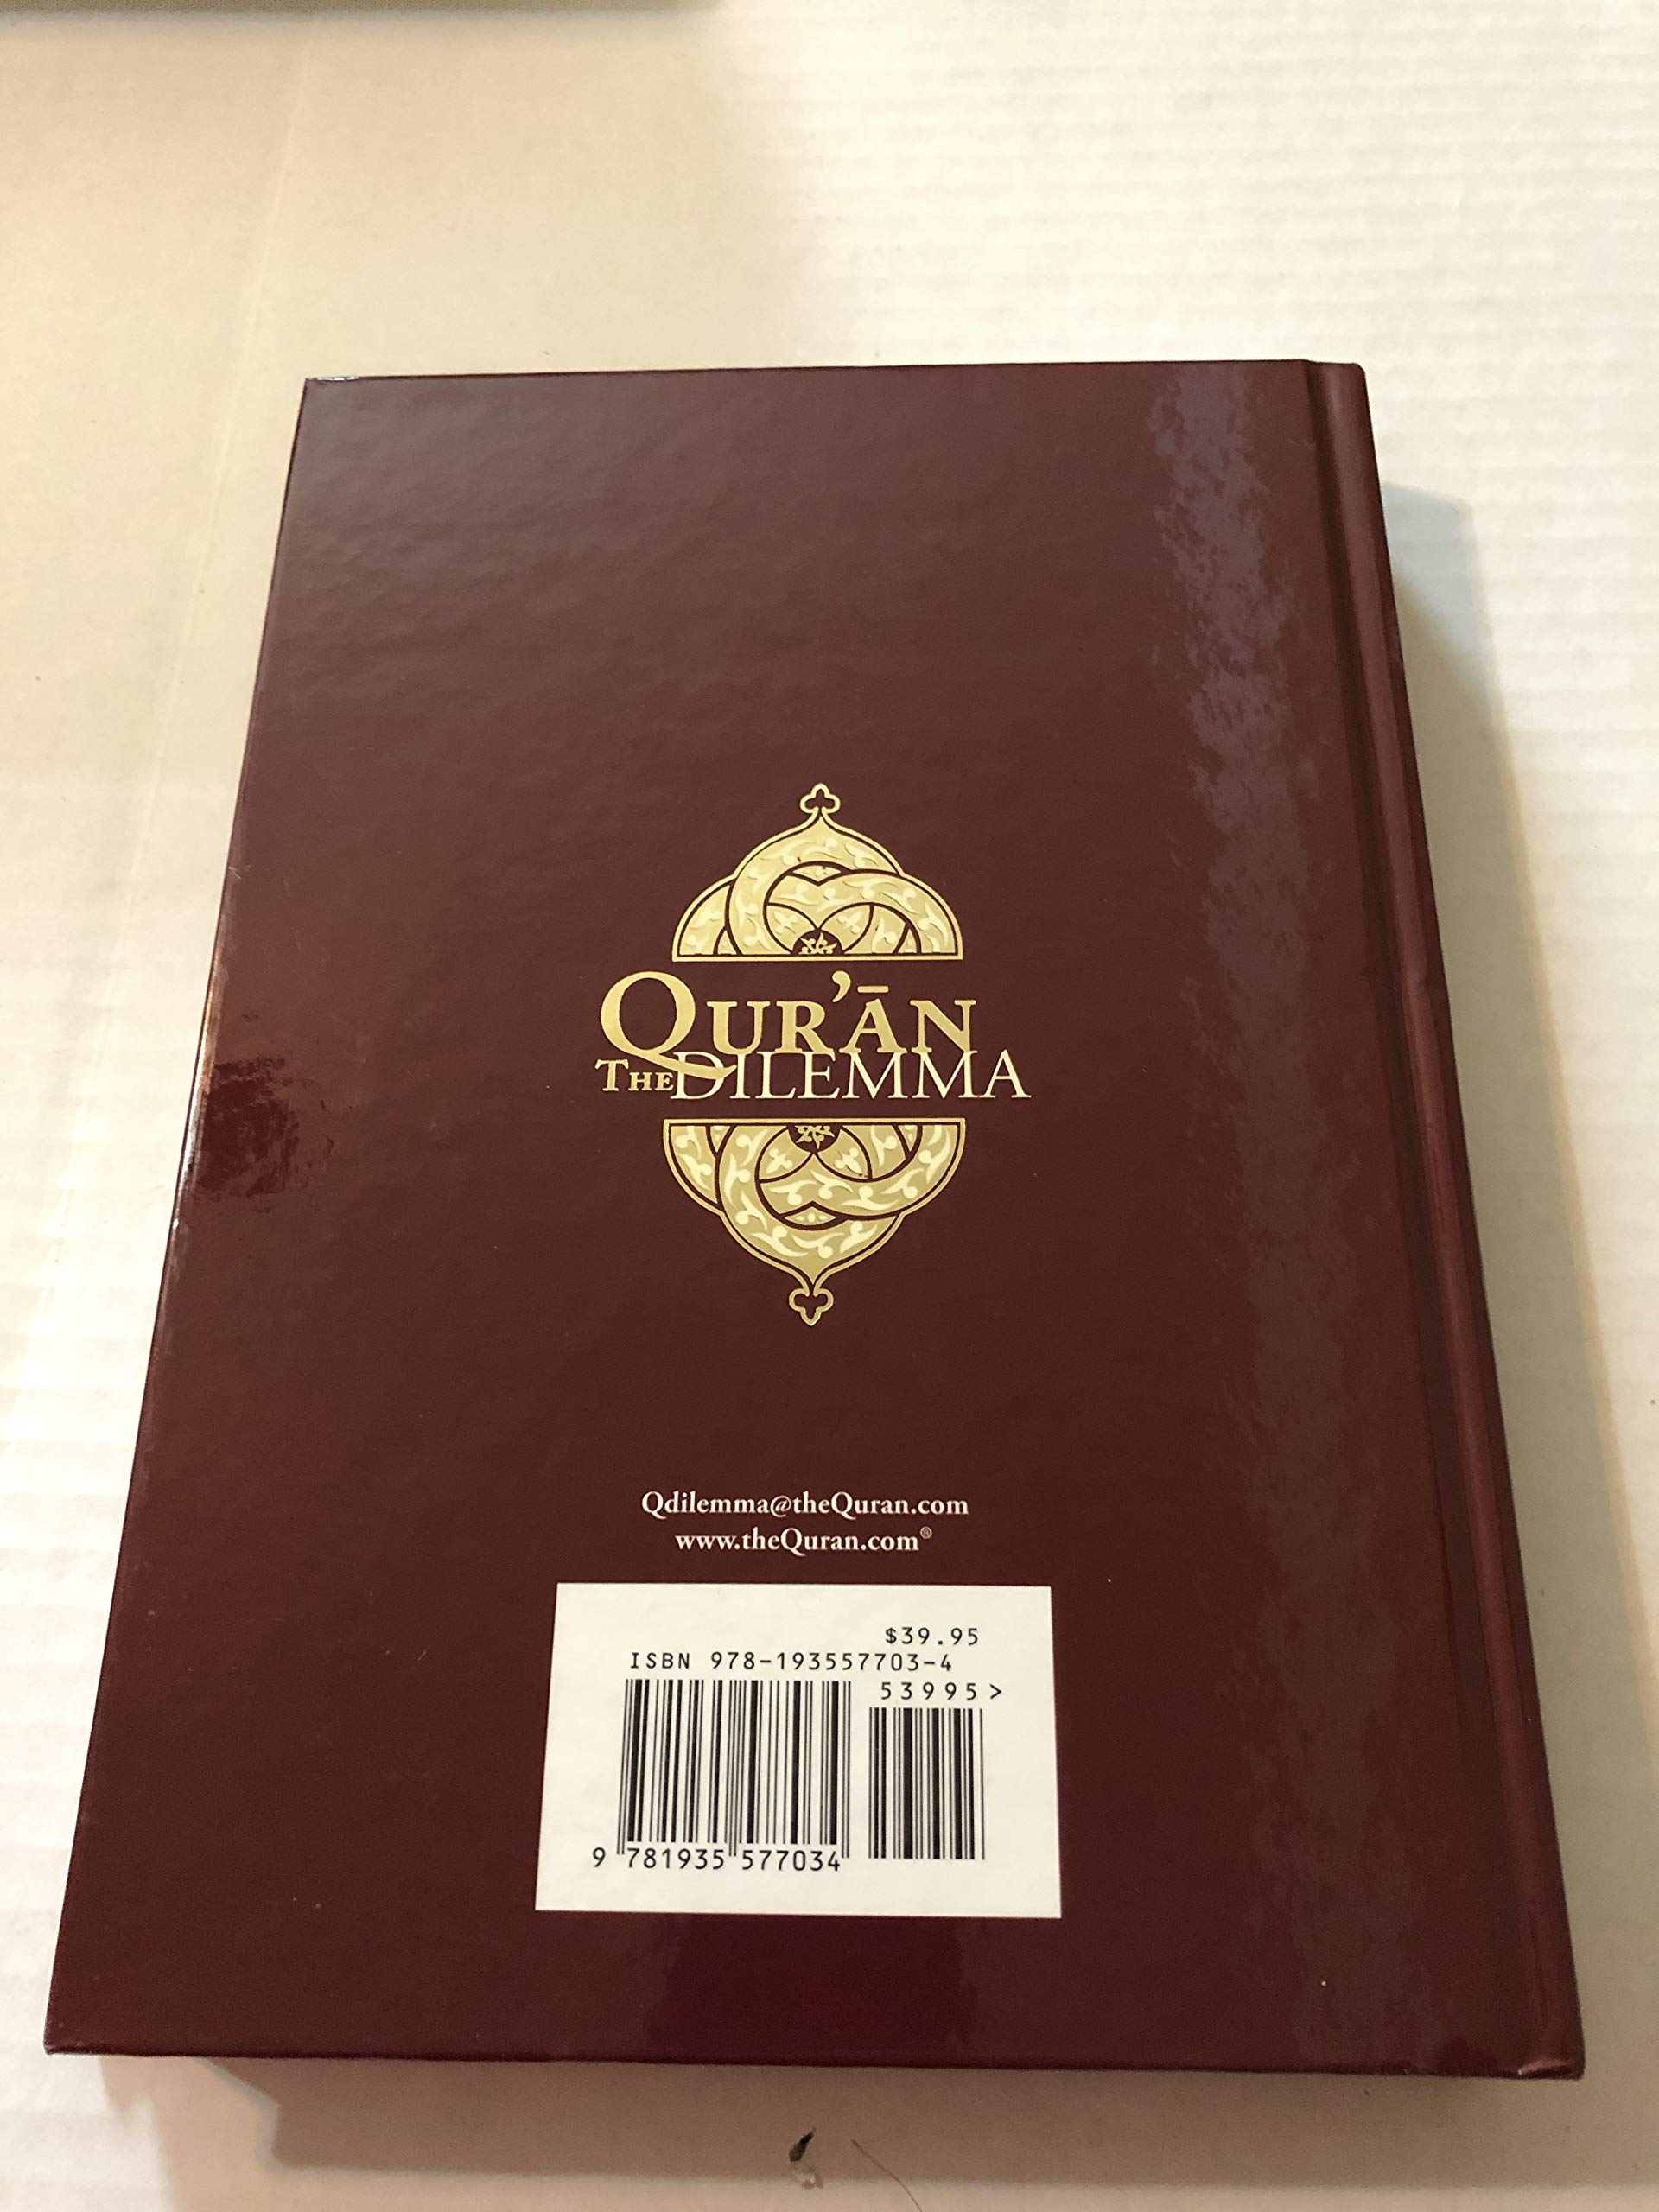 QUR'ĀN
THE DILEMMA
Qdilemma@theQuran.com
www.theQuran.com®
$39.95
ISBN 978-193557703-4
53995>
9 781935 577034